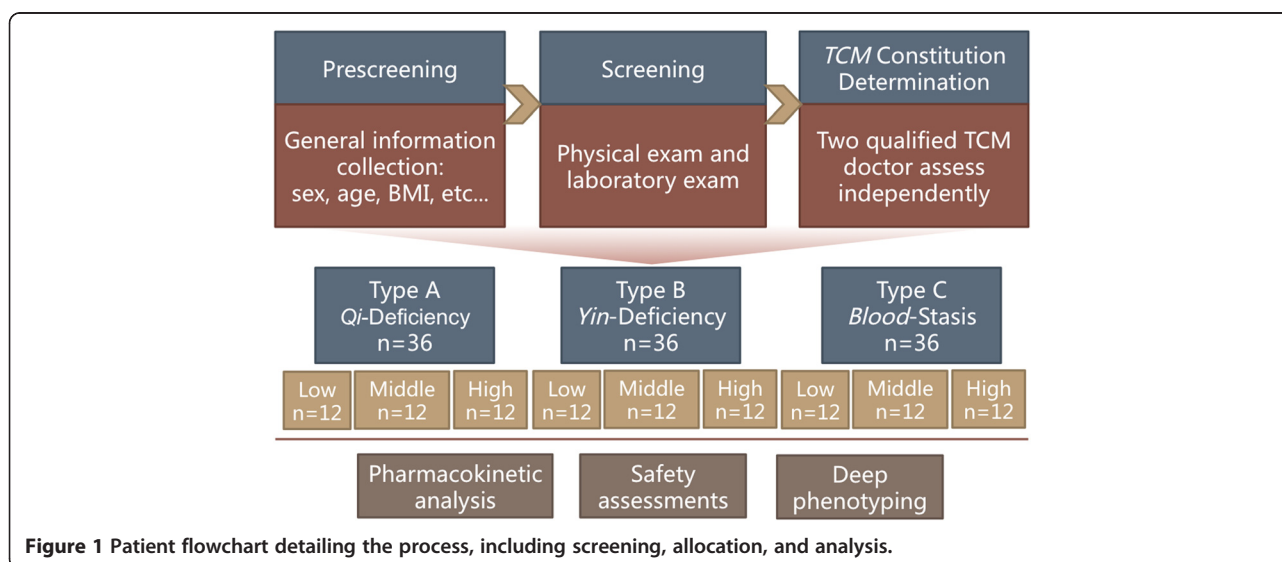 Prescreening
General information
collection:
sex, age, BMI, etc...
Screening
Physical exam and
laboratory exam
TCM Constitution
Determination
Two qualified TCM
doctor assess
independently
Type A
Qi-Deficiency
n=36
Type B
Yin-Deficiency
n=36
Type C
Blood-Stasis
n=36
Low
n=12
Middle
n=12
High
n=12
Low
n=12
Middle
n=12
High
n=12
Low
n=12
Middle
n=12
High
n=12
Pharmacokinetic
analysis
Safety
assessments
Deep
phenotyping
Figure 1 Patient flowchart detailing the process, including screening, allocation, and analysis.